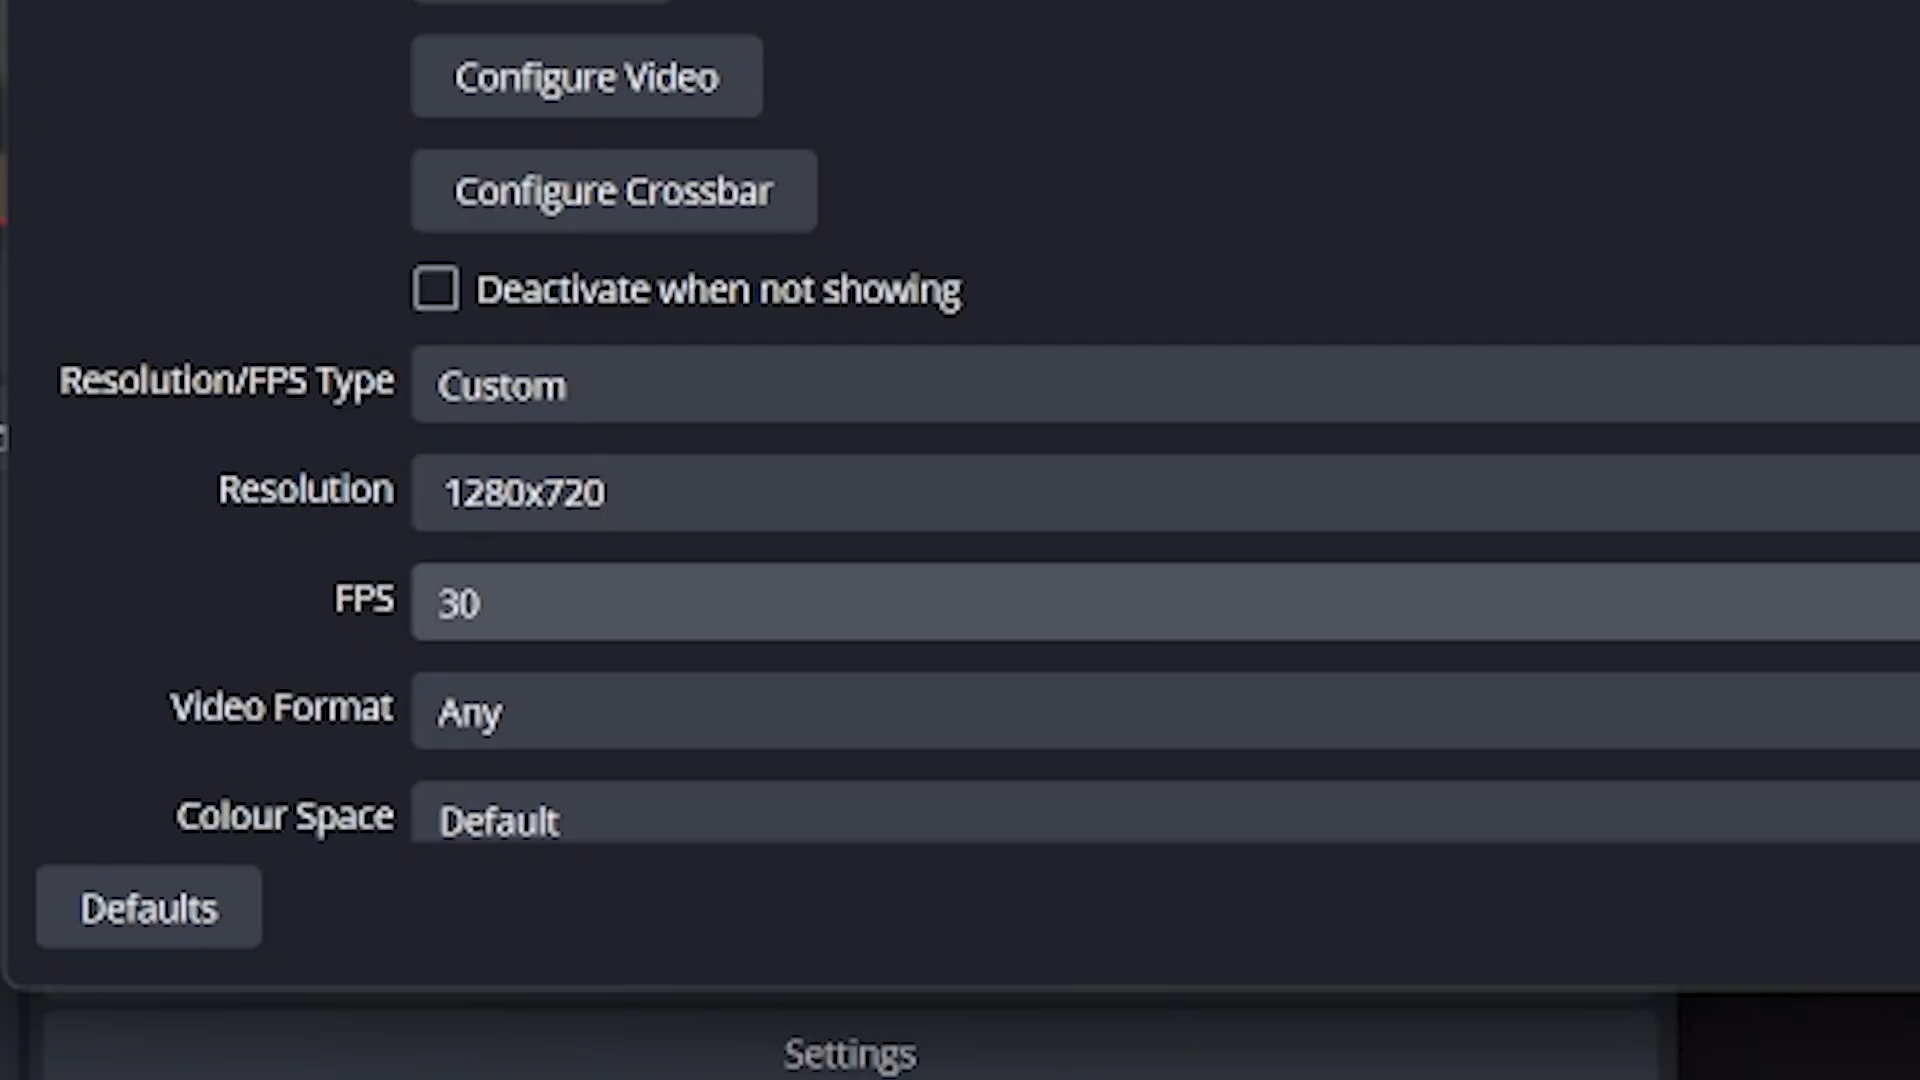 Configure Video
Configure Crossbar
Deactivate when not showing
Resolution/FPS Type Custom
Resolution 1280x720
FPS 30
Video Format Any
Colour Space Default
Defaults
Settings